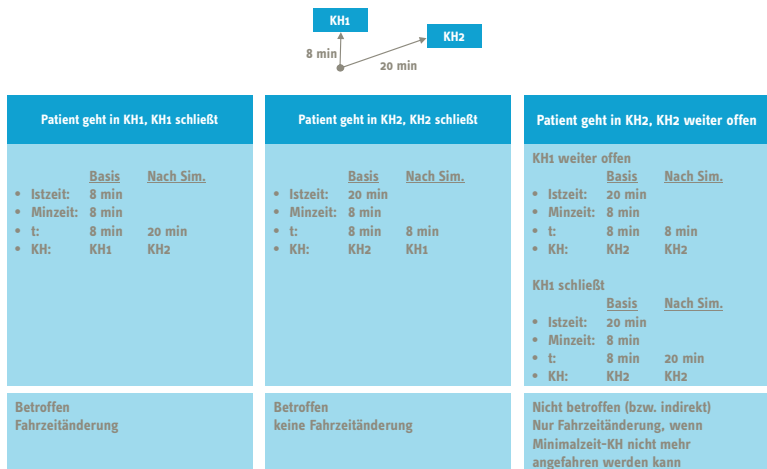 KH1
KH2
8 min
20 min
Patient geht in KH1, KH1 schließt
Basis Nach Sim.
• Istzeit: 8 min
• Minzeit: 8 min
• t: 8 min 20 min
• KH: KH1 KH2
Betroffen
Fahrzeitänderung
Patient geht in KH2, KH2 schließt
Basis Nach Sim.
• Istzeit: 20 min
• Minzeit: 8 min
• t: 8 min 8 min
• KH: KH2 KH1
Betroffen
keine Fahrzeitänderung
Patient geht in KH2, KH2 weiter offen
KH1 weiter offen
Basis Nach Sim.
• Istzeit: 20 min
• Minzeit: 8 min
• t: 8 min 8 min
• KH: KH2 KH2
KH1 schließt
Basis Nach Sim.
• Istzeit: 20 min
• Minzeit: 8 min
• t: 8 min 20 min
• KH: KH2 KH2
Nicht betroffen (bzw. indirekt)
Nur Fahrzeitänderung, wenn
Minimalzeit-KH nicht mehr
angefahren werden kann